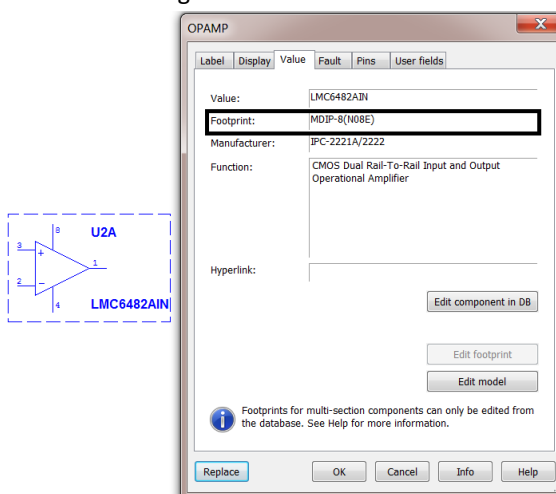 OPAMP
X
Label Display Value Fault Pins User fields
Value: LMC6482AIN
Footprint: MDIP-8(N08E)
Manufacturer: IPC-2221A/2222
Function: CMOS Dual Rail-To-Rail Input and Output
Operational Amplifier
8 U2A
3 +
1
2 −
4 LMC6482AIN
Hyperlink:
Edit component in DB
Edit footprint
Edit model
i Footprints for multi-section components can only be edited from
the database. See Help for more information.
Replace OK Cancel Info Help